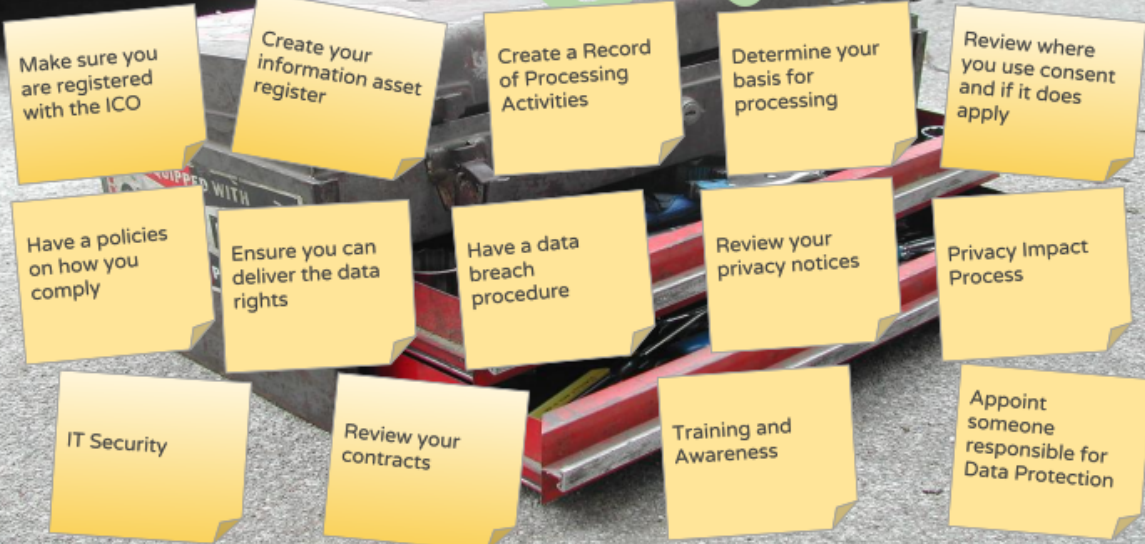 Make sure you
are registered
with the ICO
Create your
information asset
register
Create a Record
of Processing
Activities
Determine your
basis for
processing
Review where
you use consent
and if it does
apply
EQUIPPED WITH
Have a policies
on how you
comply
Ensure you can
deliver the data
rights
Have a data
breach
procedure
Review your
privacy notices
Privacy Impact
Process
IT Security
Review your
contracts
Training and
Awareness
Appoint
someone
responsible for
Data Protection